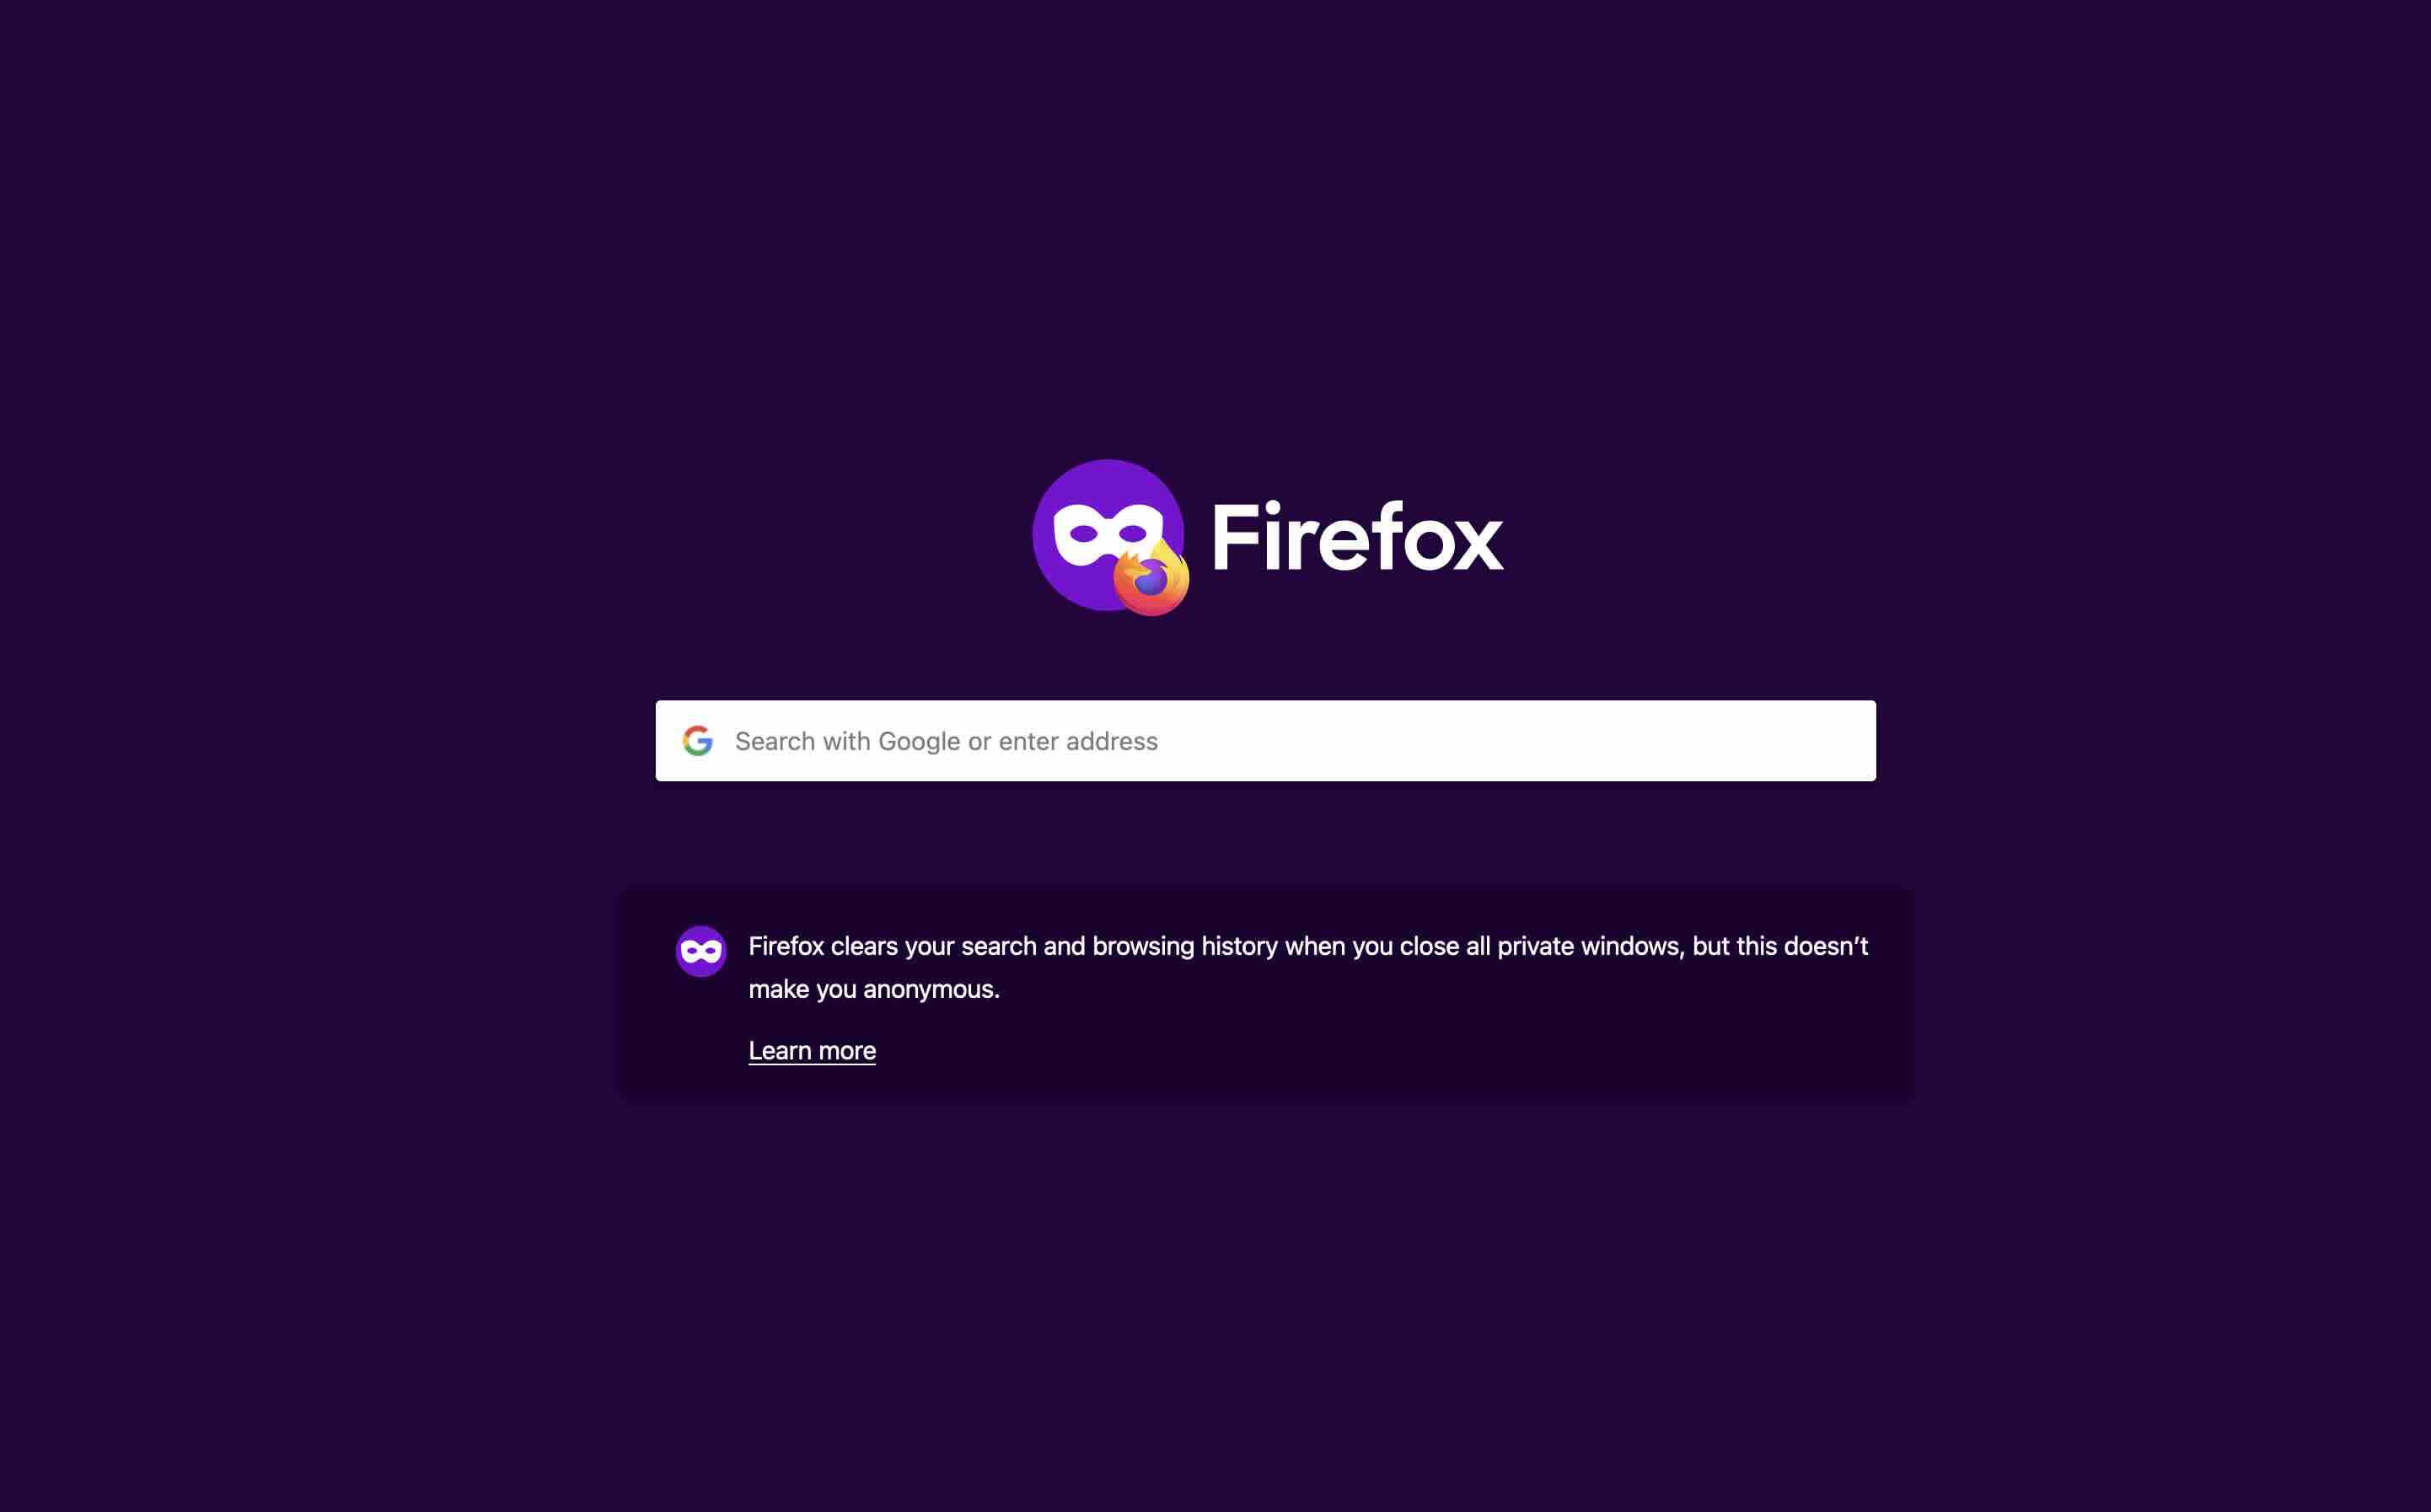 Firefox
Search with Google or enter address
Firefox clears your search and browsing history when you close all private windows, but this doesn’t
make you anonymous.
Learn more